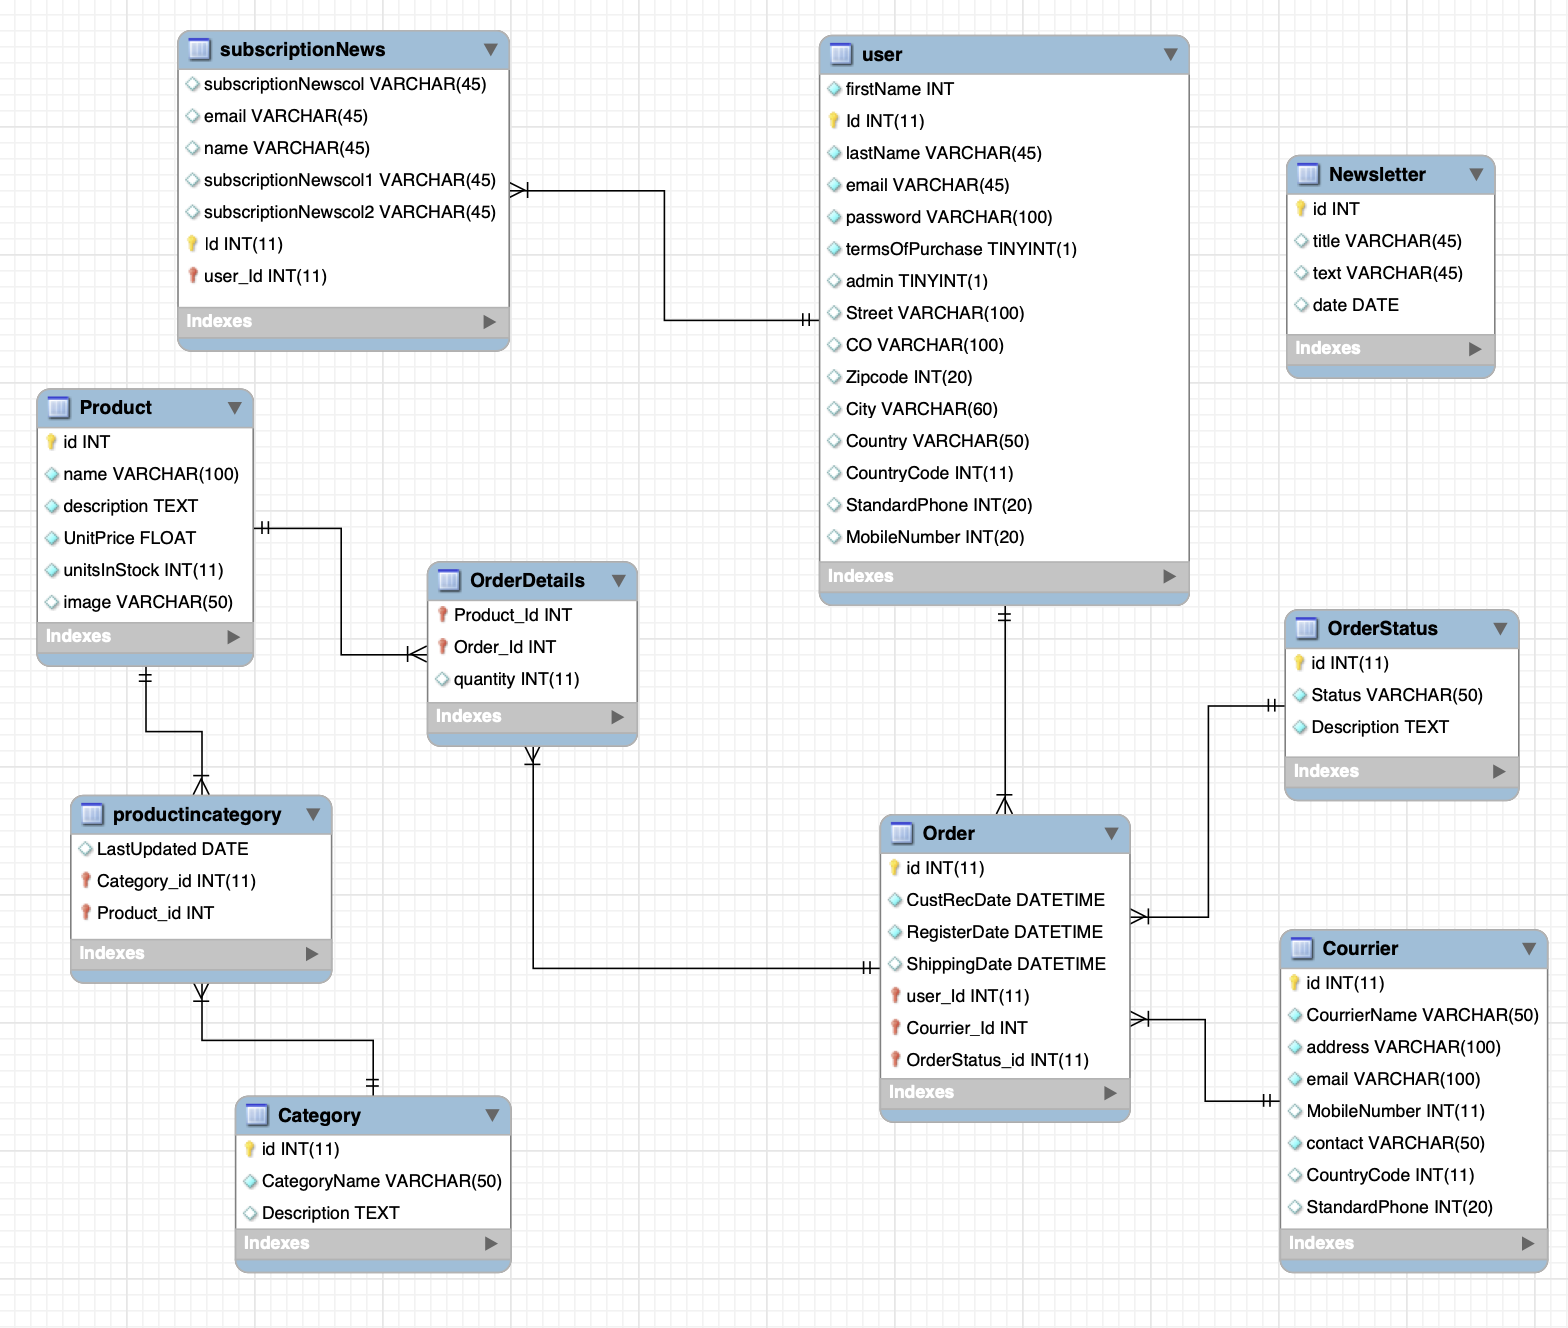 subscriptionNews
subscriptionNewscol VARCHAR(45)
email VARCHAR(45)
name VARCHAR(45)
subscriptionNewscol1 VARCHAR(45)
subscriptionNewscol2 VARCHAR(45)
Id INT(11)
user_Id INT(11)
Indexes
user
firstName INT
Id INT(11)
lastName VARCHAR(45)
email VARCHAR(45)
password VARCHAR(100)
termsOfPurchase TINYINT(1)
admin TINYINT(1)
Street VARCHAR(100)
CO VARCHAR(100)
Zipcode INT(20)
City VARCHAR(60)
Country VARCHAR(50)
CountryCode INT(11)
StandardPhone INT(20)
MobileNumber INT(20)
Indexes
Newsletter
id INT
title VARCHAR(45)
text VARCHAR(45)
date DATE
Indexes
Product
id INT
name VARCHAR(100)
description TEXT
UnitPrice FLOAT
unitsInStock INT(11)
image VARCHAR(50)
Indexes
OrderDetails
Product_Id INT
Order_Id INT
quantity INT(11)
Indexes
OrderStatus
id INT(11)
Status VARCHAR(50)
Description TEXT
Indexes
productincategory
LastUpdated DATE
Category_id INT(11)
Product_id INT
Indexes
Order
id INT(11)
CustRecDate DATETIME
RegisterDate DATETIME
ShippingDate DATETIME
user_Id INT(11)
Courrier_Id INT
OrderStatus_id INT(11)
Indexes
Courrier
id INT(11)
CourrierName VARCHAR(50)
address VARCHAR(100)
email VARCHAR(100)
MobileNumber INT(11)
contact VARCHAR(50)
CountryCode INT(11)
StandardPhone INT(20)
Indexes
Category
id INT(11)
CategoryName VARCHAR(50)
Description TEXT
Indexes